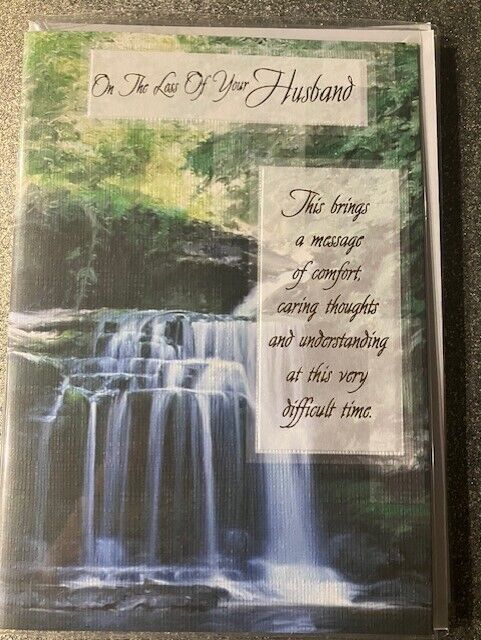 On The Loss Of Your Husband
This brings
a message
of comfort,
caring thoughts
and understanding
at this very
difficult time.